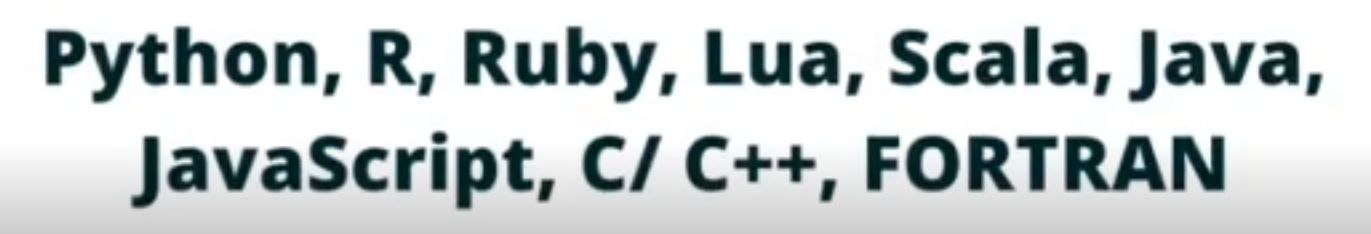 Python, R, Ruby, Lua, Scala, Java,
JavaScript, C/ C++, FORTRAN